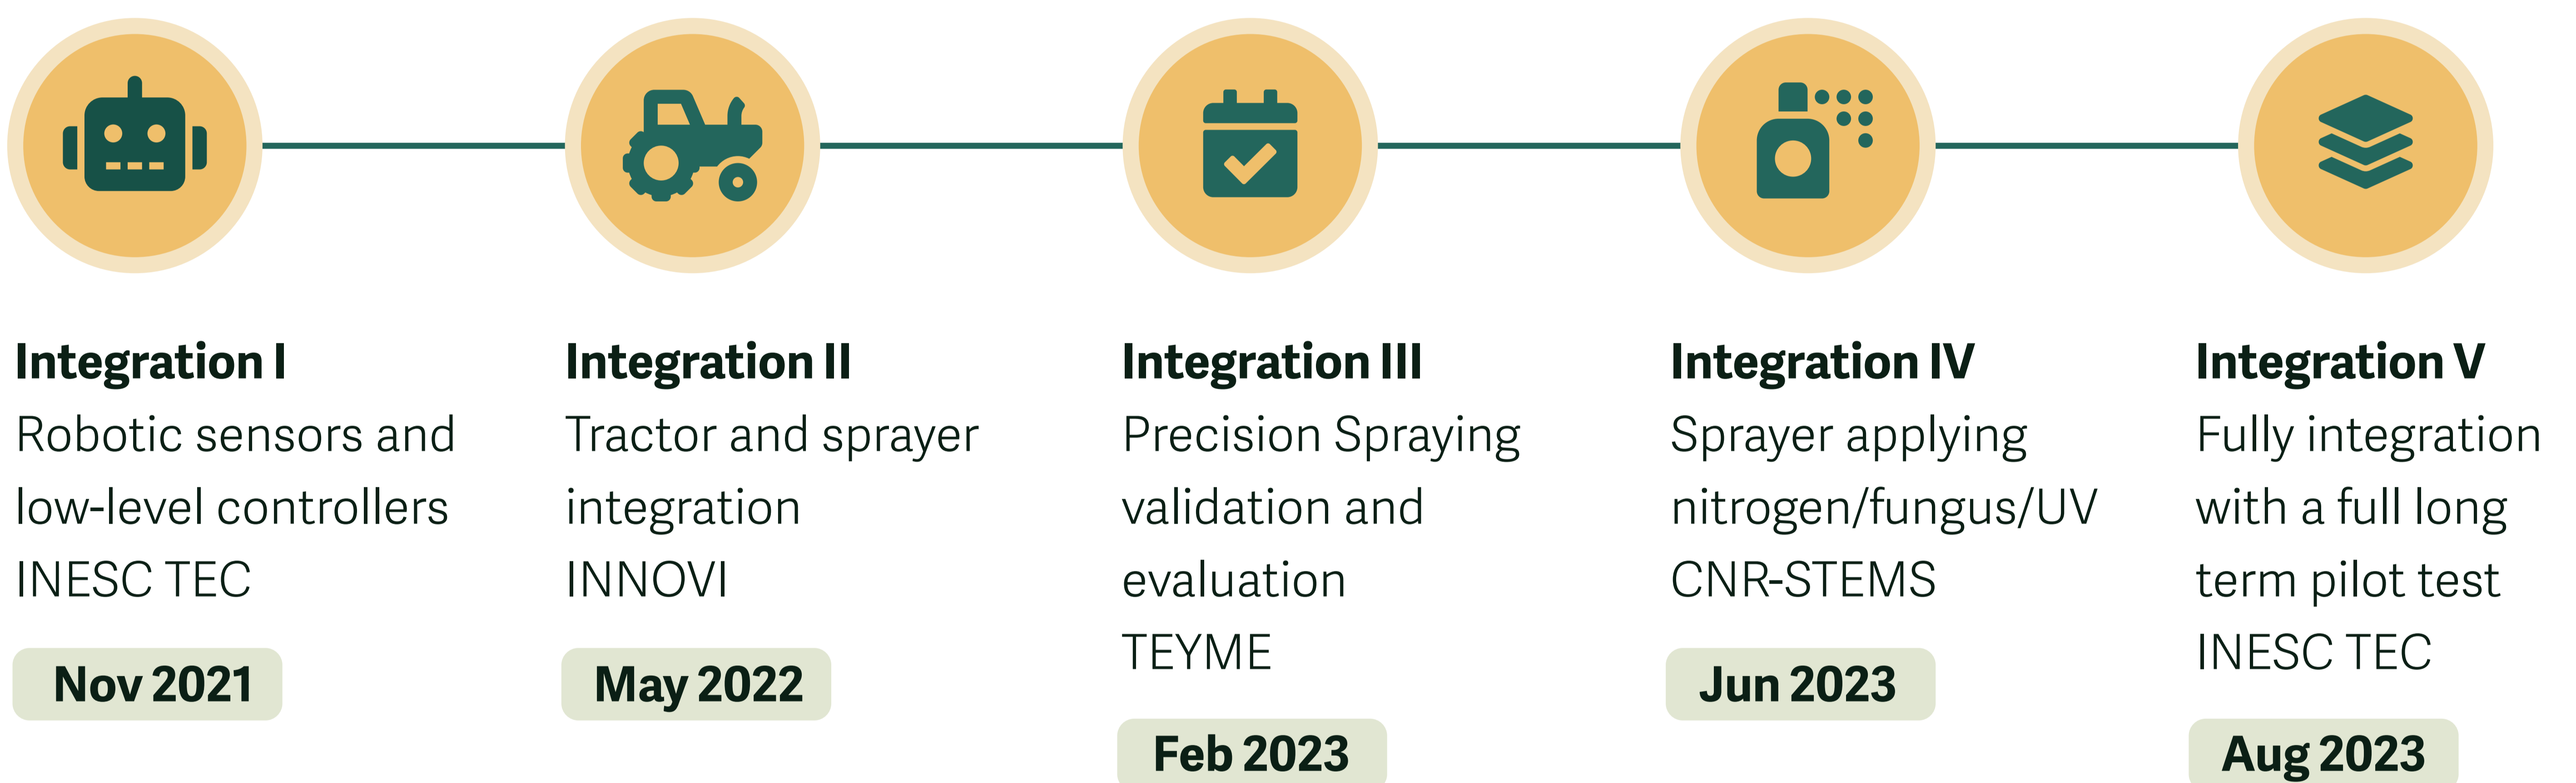 Integration I
Robotic sensors and
low-level controllers
INESC TEC
Nov 2021
Integration II
Tractor and sprayer
integration
INNOVI
May 2022
Integration III
Precision Spraying
validation and
evaluation
TEYME
Feb 2023
Integration IV
Sprayer applying
nitrogen/fungus/UV
CNR-STEMS
Jun 2023
Integration V
Fully integration
with a full long
term pilot test
INESC TEC
Aug 2023